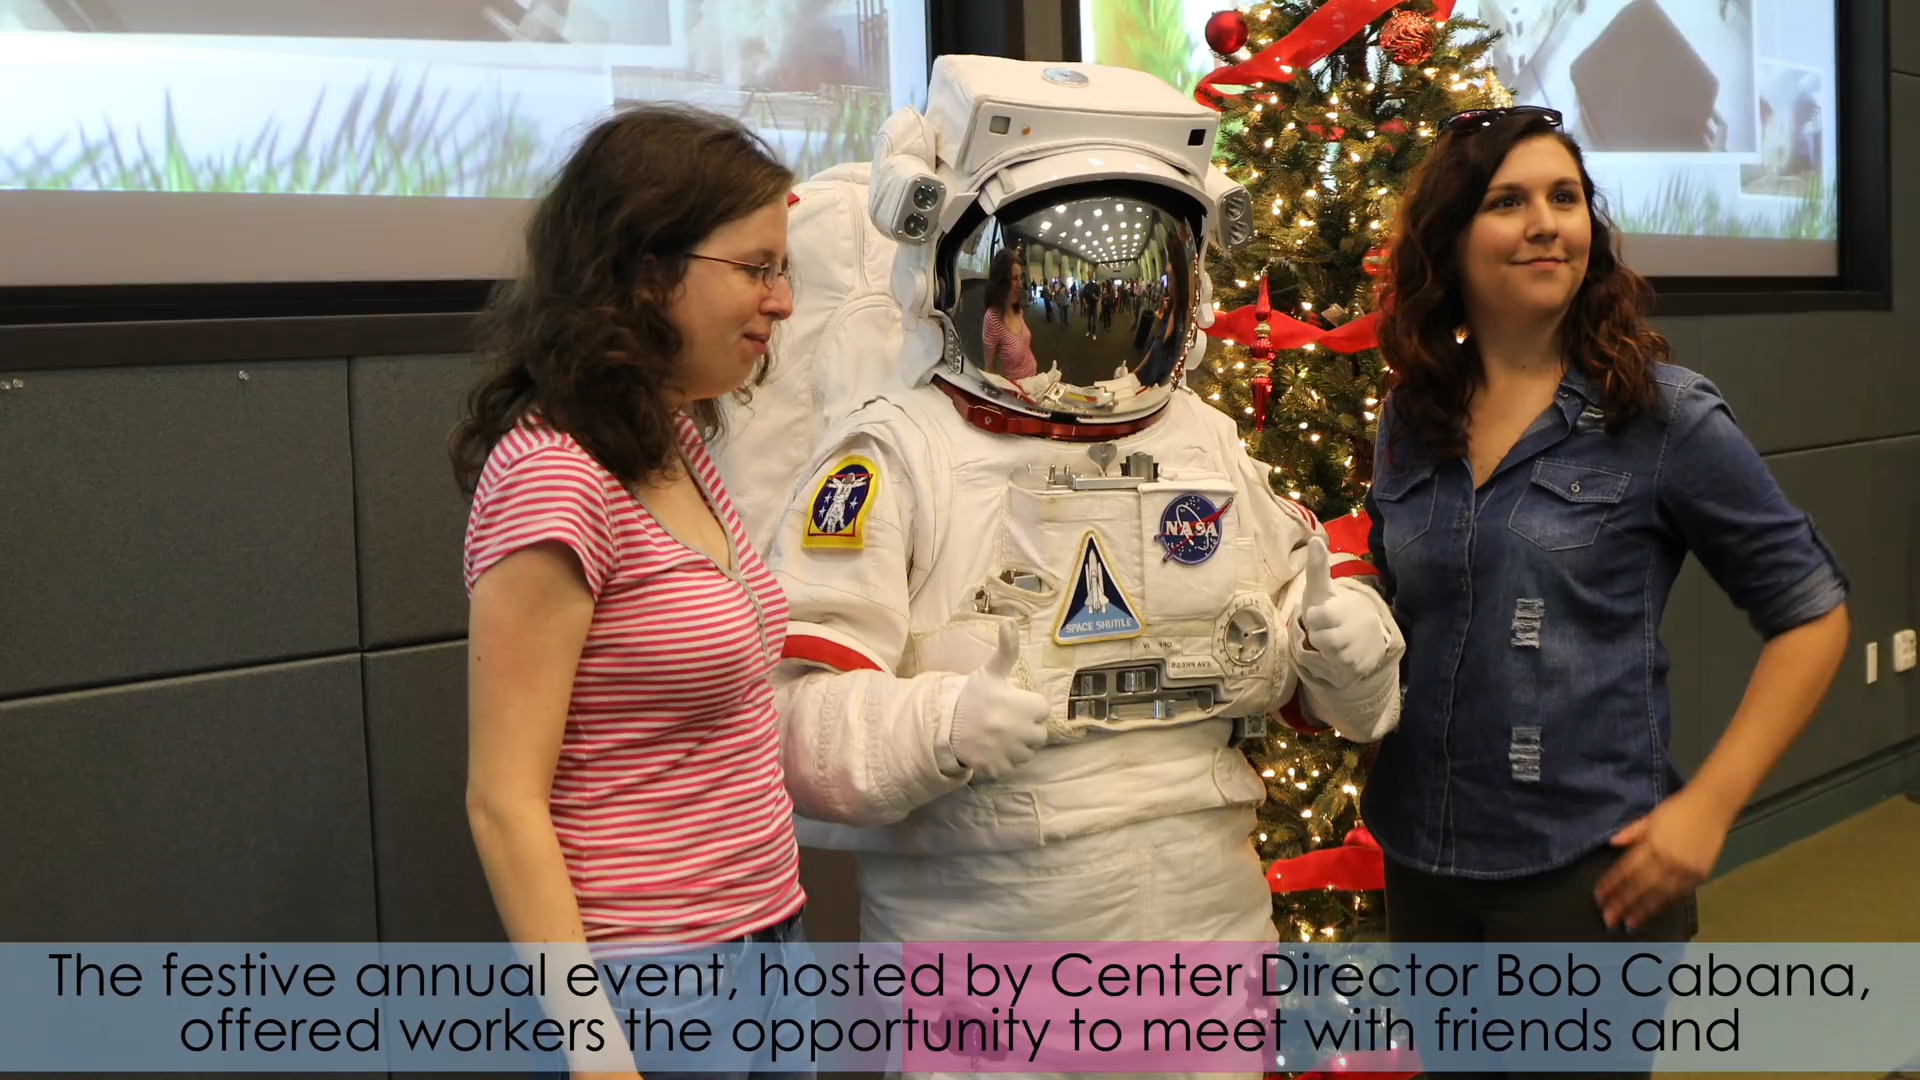 NASA
SPACE SHUTTLE
The festive annual event, hosted by Center Director Bob Cabana,
offered workers the opportunity to meet with friends and